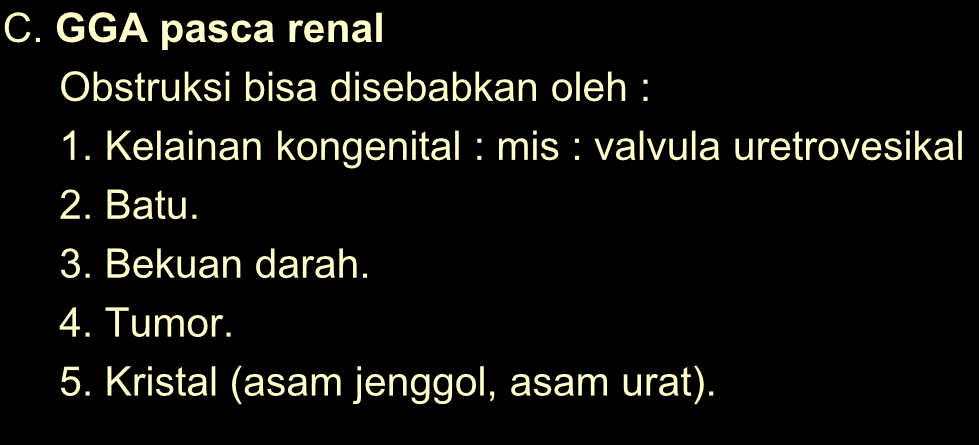 C. GGA pasca renal
Obstruksi bisa disebabkan oleh :
1. Kelainan kongenital : mis : valvula uretrovesikal
2. Batu.
3. Bekuan darah.
4. Tumor.
5. Kristal (asam jenggol, asam urat).